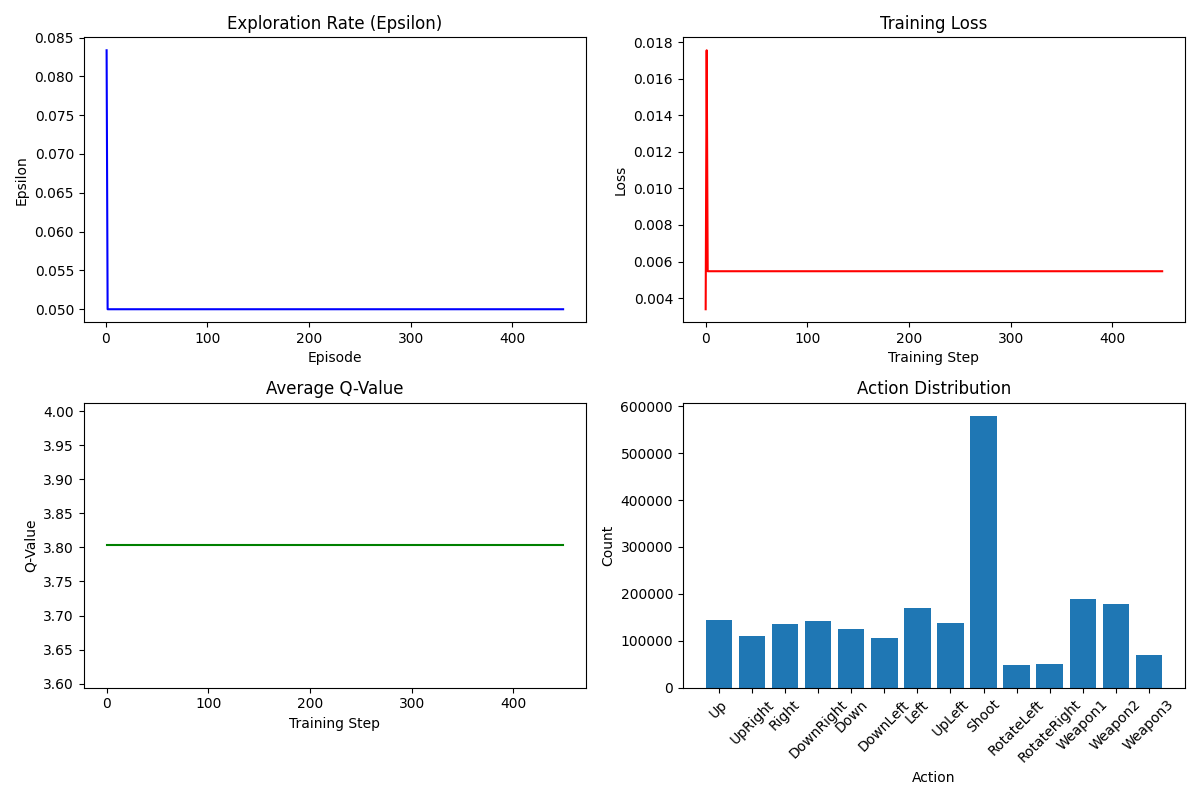 Exploration Rate (Epsilon)
0.085
0.080
0.075
0.070
0.065
0.060
0.055
0.050
Epsilon
0 100 200 300 400
Episode
Training Loss
0.018
0.016
0.014
0.012
0.010
0.008
0.006
0.004
Loss
0 100 200 300 400
Training Step
Average Q-Value
4.00
3.95
3.90
3.85
3.80
3.75
3.70
3.65
3.60
Q-Value
0 100 200 300 400
Training Step
Action Distribution
600000
500000
400000
300000
200000
100000
0
Count
Up
UpRight
Right
DownRight
Down
DownLeft
Left
UpLeft
Shoot
RotateLeft
RotateRight
Weapon1
Weapon2
Weapon3
Action